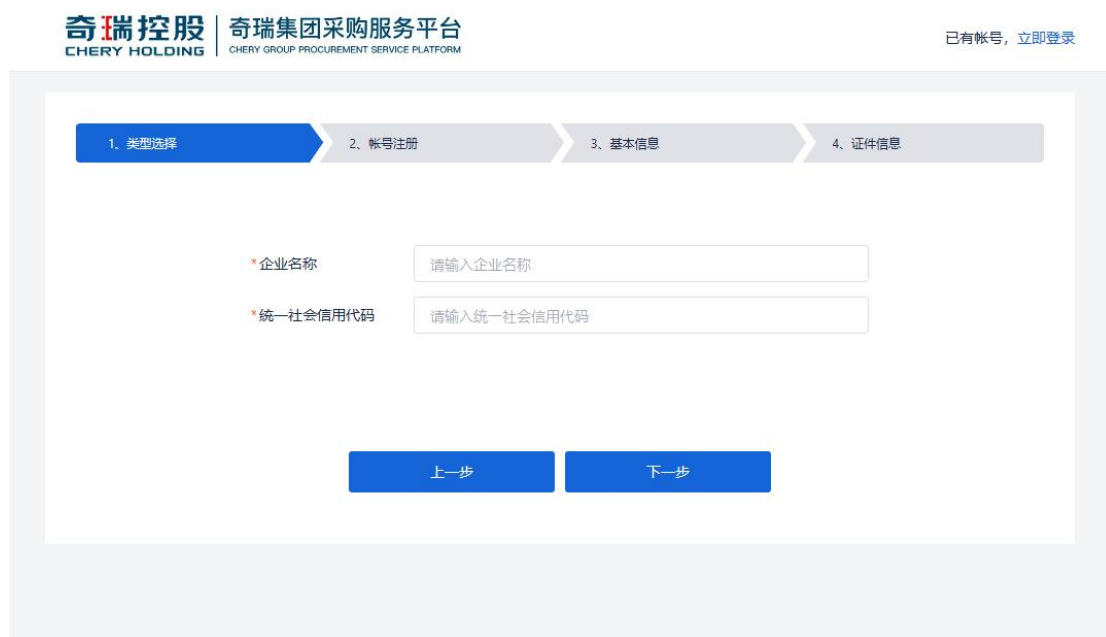 奇瑞控股
CHERY HOLDING
奇瑞集团采购服务平台
CHERY GROUP PROCUREMENT SERVICE PLATFORM
已有帐号，立即登录
1、类型选择
2、帐号注册
3、基本信息
4、证件信息
*企业名称
请输入企业名称
*统一社会信用代码
请输入统一社会信用代码
上一步
下一步